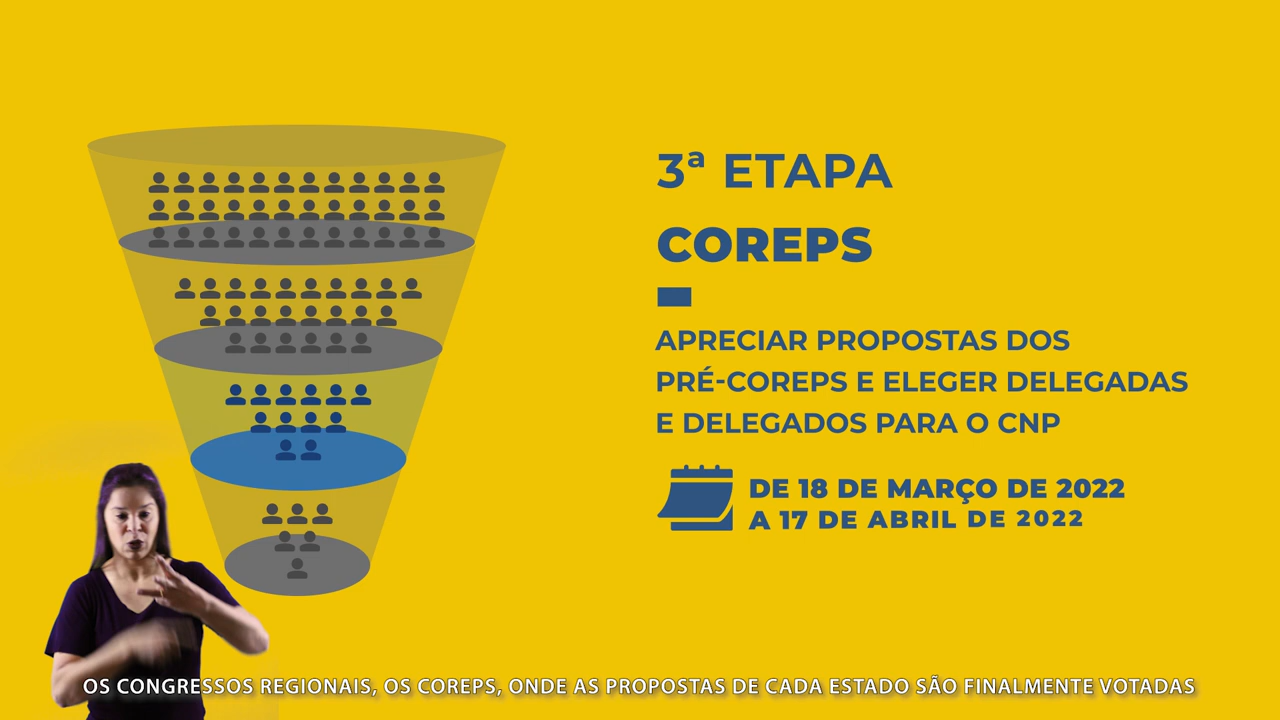 3ª ETAPA
COREPS
APRECIAR PROPOSTAS DOS
PRÉ-COREPS E ELEGER DELEGADAS
E DELEGADOS PARA O CNP
DE 18 DE MARÇO DE 2022
A 17 DE ABRIL DE 2022
OS CONGRESSOS REGIONAIS, OS COREPS, ONDE AS PROPOSTAS DE CADA ESTADO SÃO FINALMENTE VOTADAS